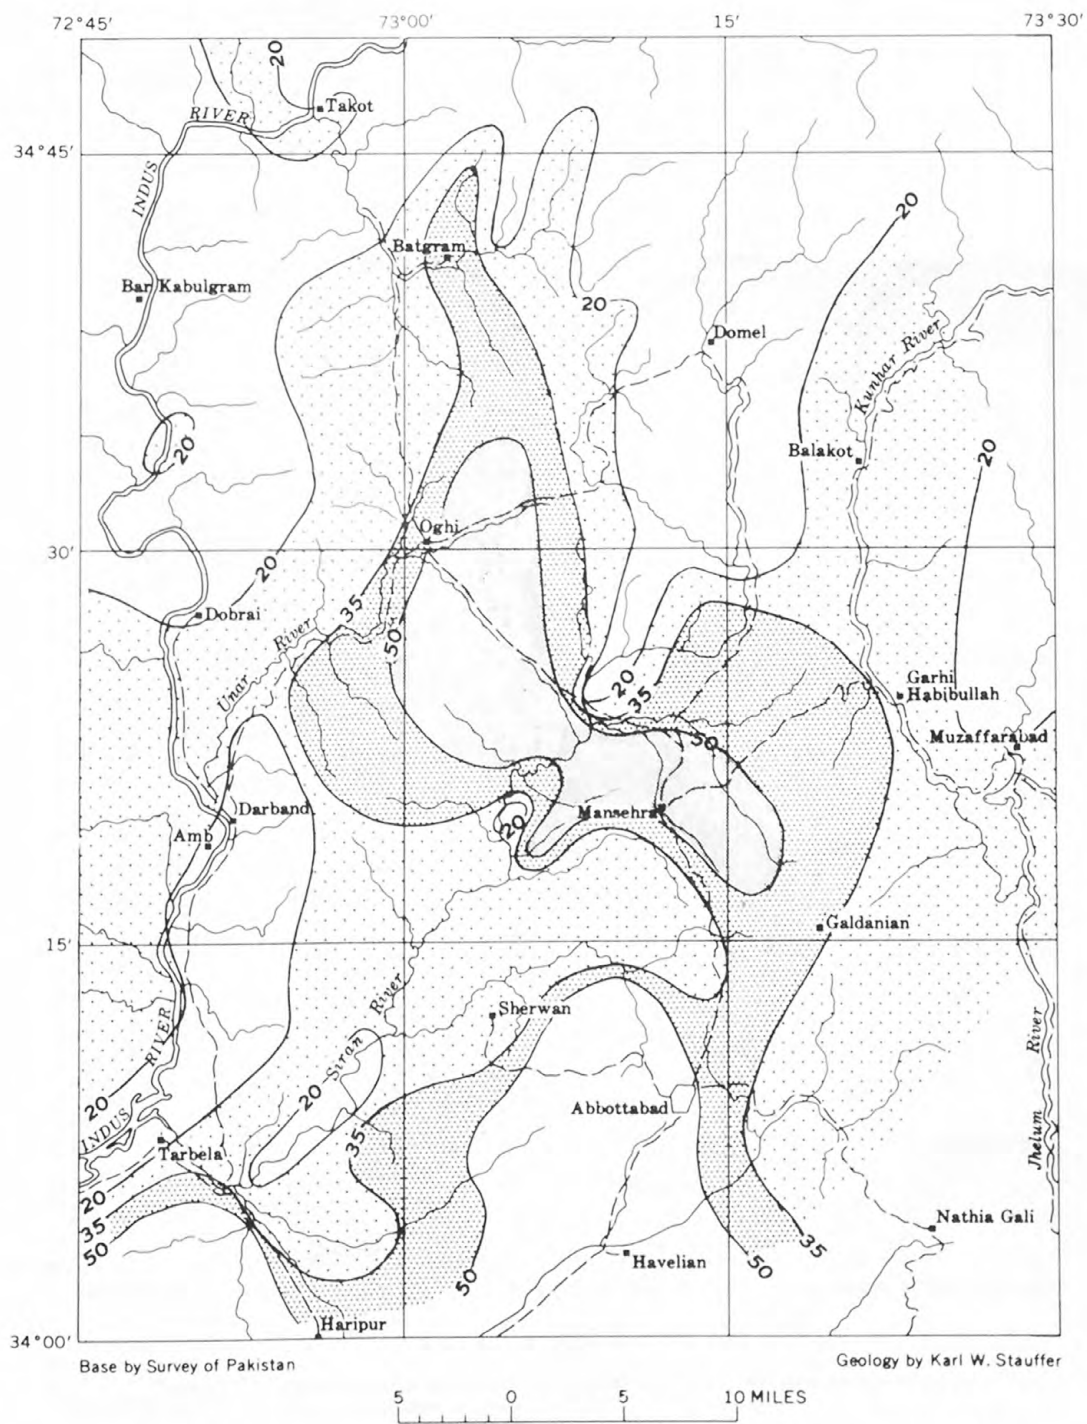 72°45′ 73°00′ 15′ 73°30′
20
Takot
RIVER
34°45′
INDUS
20
Batgram
Bar Kabulgram
20
Domel
Kunhar River
Balakot
20
20
Oghi
30′
20
35
Dobrai
50
Unar River
Garhi
Habibullah
20
35
50
Muzaffarabad
Darband
Mansehra
20
Amb
Galdanian
15′
Siran River
Sherwan
RIVER
Jhelum River
20
20
INDUS
Abbottabad
35
Tarbela
20
35
50
Nathia Gali
35
50
Havelian
50
Haripur
34°00′
Base by Survey of Pakistan
Geology by Karl W. Stauffer
5 0 5 10 MILES